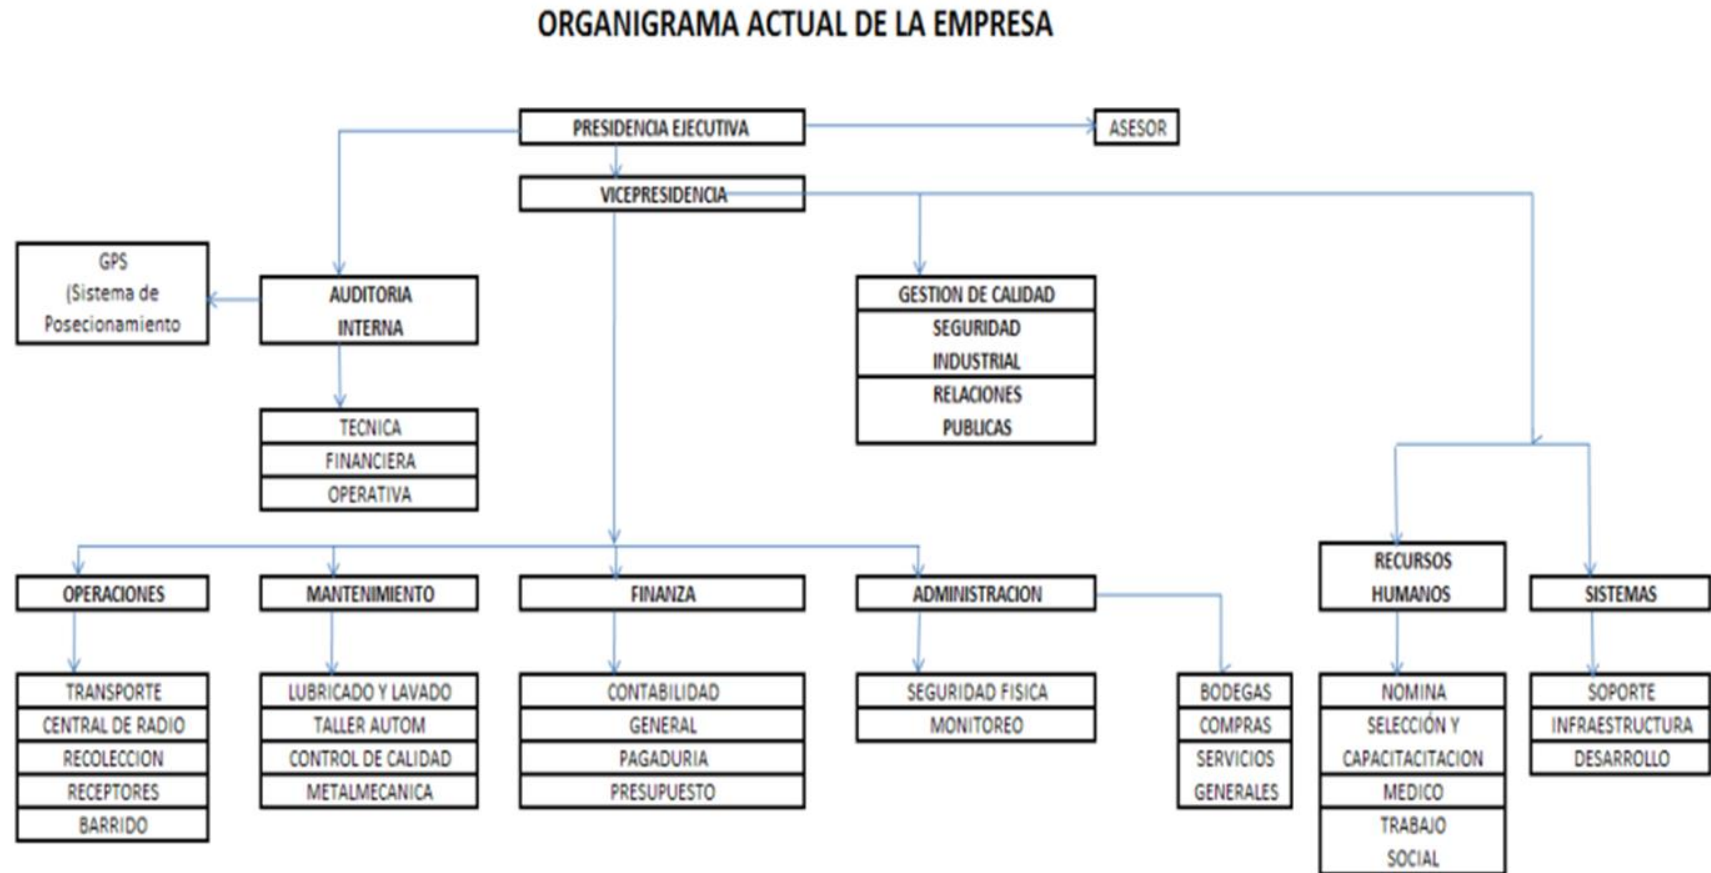 ORGANIGRAMA ACTUAL DE LA EMPRESA
PRESIDENCIA EJECUTIVA
ASESOR
VICEPRESIDENCIA
GPS
(Sistema de
Posecionamiento
AUDITORIA
INTERNA
GESTION DE CALIDAD
SEGURIDAD
INDUSTRIAL
RELACIONES
PUBLICAS
TECNICA
FINANCIERA
OPERATIVA
OPERACIONES
MANTENIMIENTO
FINANZA
ADMINISTRACION
RECURSOS
HUMANOS
SISTEMAS
TRANSPORTE
CENTRAL DE RADIO
RECOLECCION
RECEPTORES
BARRIDO
LUBRICADO Y LAVADO
TALLER AUTOM
CONTROL DE CALIDAD
METALMECANICA
CONTABILIDAD
GENERAL
PAGADURIA
PRESUPUESTO
SEGURIDAD FISICA
MONITOREO
BODEGAS
COMPRAS
SERVICIOS
GENERALES
NOMINA
SELECCIÓN Y
CAPACITACITACION
MEDICO
TRABAJO
SOCIAL
SOPORTE
INFRAESTRUCTURA
DESARROLLO